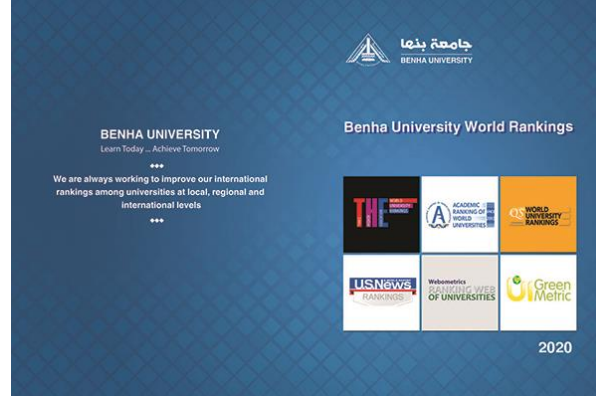 BENHA UNIVERSITY
Learn Today ... Achieve Tomorrow
We are always working to improve our international
rankings among universities at local, regional and
international levels
جامعة بنها
BENHA UNIVERSITY
Benha University World Rankings
THE
WORLD
UNIVERSITY
RANKINGS
ACADEMIC
RANKING OF
WORLD
UNIVERSITIES
QS WORLD
UNIVERSITY
RANKINGS
U.S.News
RANKINGS
Webometrics
RANKING WEB
OF UNIVERSITIES
UI Green
Metric
2020